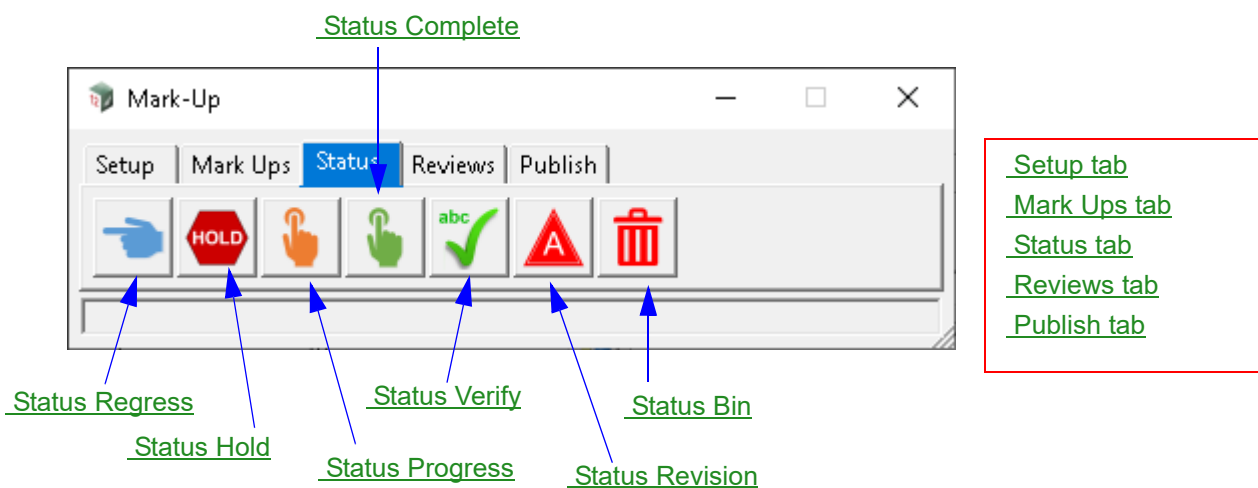 Status Complete
Mark-Up
Setup Mark Ups Status Reviews Publish
HOLD
abc
A
Setup tab
Mark Ups tab
Status tab
Reviews tab
Publish tab
Status Regress
Status Verify
Status Bin
Status Hold
Status Progress
Status Revision